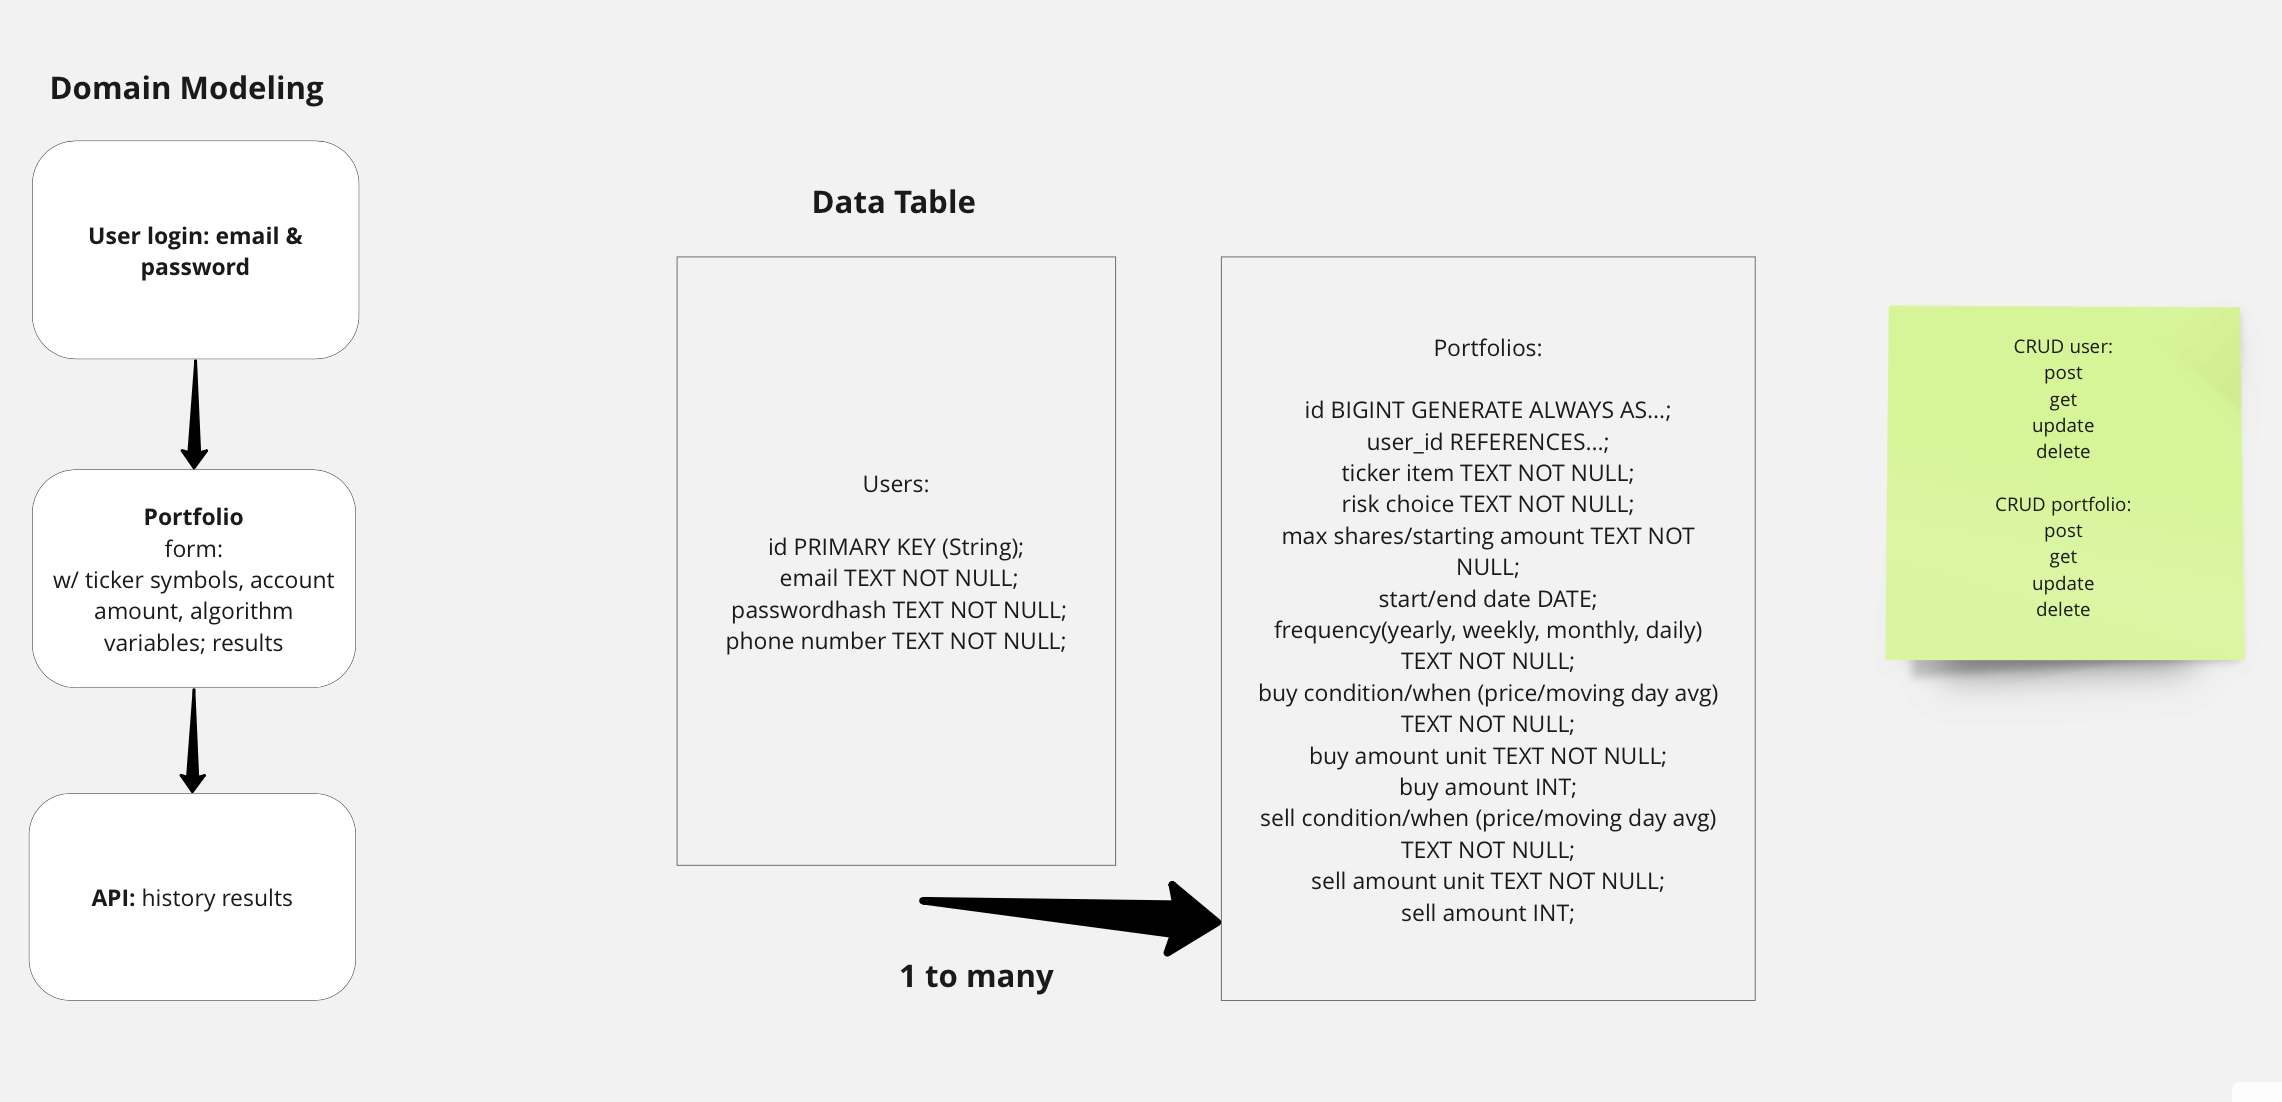 Domain Modeling
User login: email &
password
Portfolio
form:
w/ ticker symbols, account
amount, algorithm
variables; results
API: history results
Data Table
Users:
id PRIMARY KEY (String);
email TEXT NOT NULL;
passwordhash TEXT NOT NULL;
phone number TEXT NOT NULL;
1 to many
Portfolios:
id BIGINT GENERATE ALWAYS AS...;
user_id REFERENCES...;
ticker item TEXT NOT NULL;
risk choice TEXT NOT NULL;
max shares/starting amount TEXT NOT
NULL;
start/end date DATE;
frequency(yearly, weekly, monthly, daily)
TEXT NOT NULL;
buy condition/when (price/moving day avg)
TEXT NOT NULL;
buy amount unit TEXT NOT NULL;
buy amount INT;
sell condition/when (price/moving day avg)
TEXT NOT NULL;
sell amount unit TEXT NOT NULL;
sell amount INT;
CRUD user:
post
get
update
delete
CRUD portfolio:
post
get
update
delete